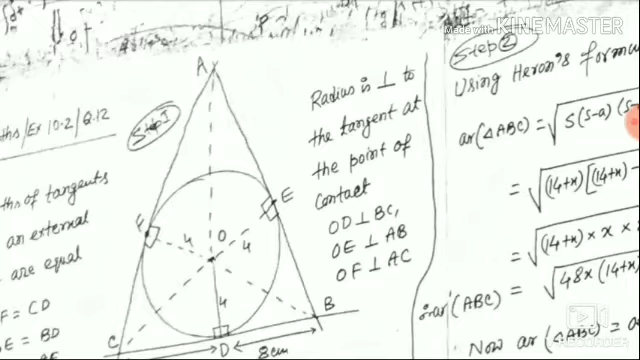 Made with KINEMASTER
ths/Ex 10.2/Q.12
ths of tangents
an external
are equal
F = CD
E = BD
Step 1
A
F
E
O
4
4
4
C
D
B
8cm
Radius is ⊥ to
the tangent at
the point of
contact
OD⊥BC,
OE⊥AB
OF⊥AC
Step 2
Using Heron's formu
ar(△ABC) = √S(s-a)(s-
= √(14+x)[(14+x)-
= √(14+x) × x ×
ar(ABC) = √48x(14+x)
Now ar(△ABC) = a
RECORDER